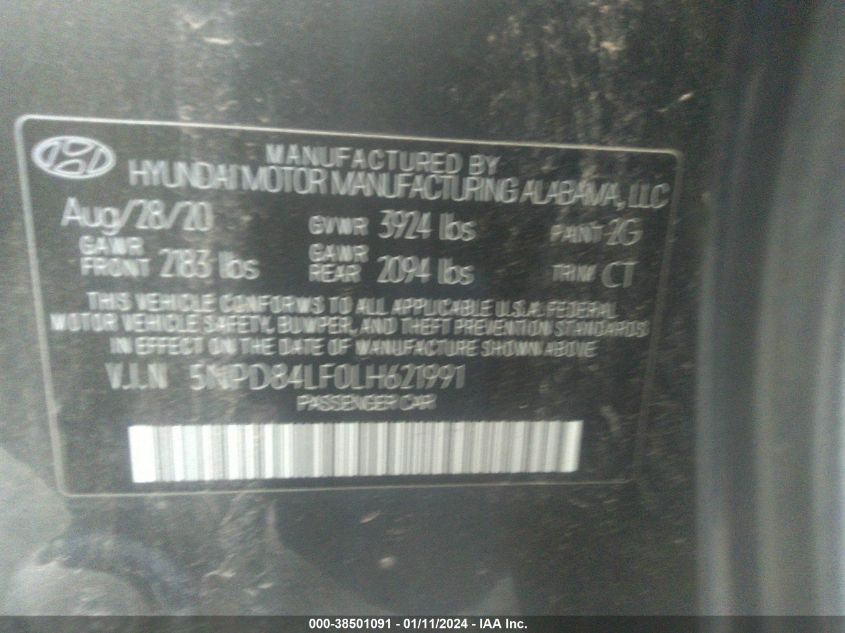 MANUFACTURED BY
HYUNDAI MOTOR MANUFACTURING ALABAMA, LLC
Aug/28/20 GVWR 3924 lbs PAINT 2G
GAWR FRONT 2183 lbs GAWR REAR 2094 lbs TRIM CT
THIS VEHICLE CONFORMS TO ALL APPLICABLE U.S.A. FEDERAL
MOTOR VEHICLE SAFETY, BUMPER, AND THEFT PREVENTION STANDARDS
IN EFFECT ON THE DATE OF MANUFACTURE SHOWN ABOVE
V.I.N 5NPD84LF0LH621991
PASSENGER CAR
000-38501091 - 01/11/2024 - IAA Inc.